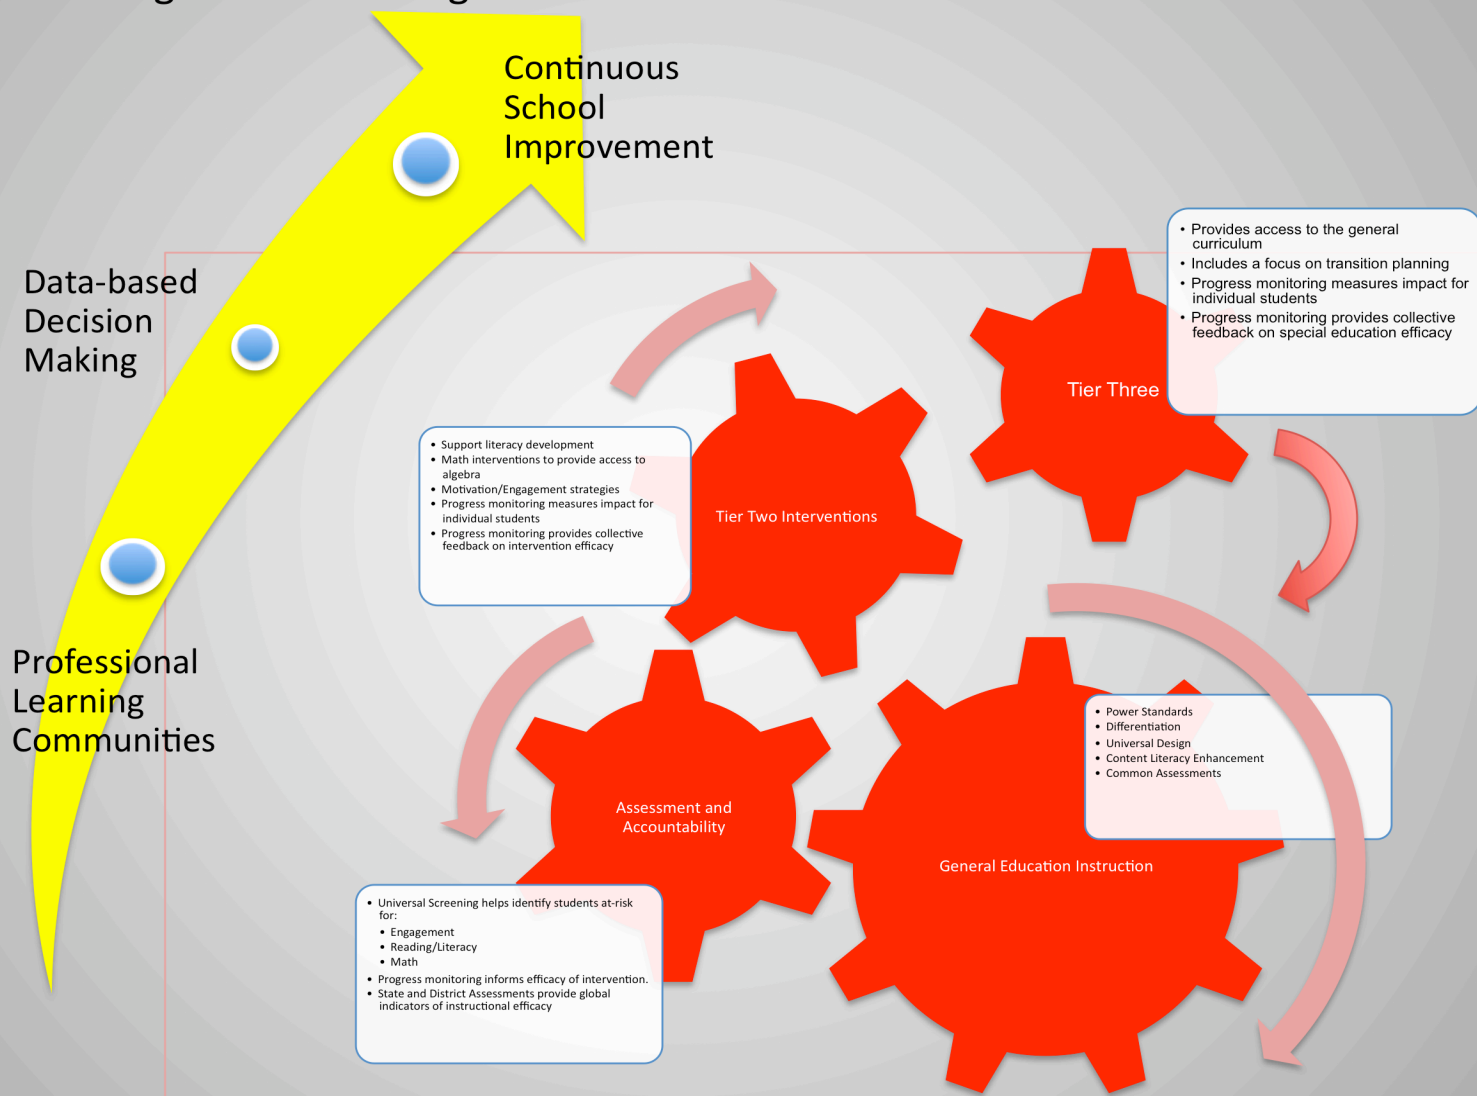 Continuous
School
Improvement
Data-based
Decision
Making
Professional
Learning
Communities
• Provides access to the general
curriculum
• Includes a focus on transition planning
• Progress monitoring measures impact for
individual students
• Progress monitoring provides collective
feedback on special education efficacy
Tier Three
• Support literacy development
• Math interventions to provide access to
algebra
• Motivation/Engagement strategies
• Progress monitoring measures impact for
individual students
• Progress monitoring provides collective
feedback on intervention efficacy
Tier Two Interventions
• Power Standards
• Differentiation
• Universal Design
• Content Literacy Enhancement
• Common Assessments
General Education Instruction
Assessment and
Accountability
• Universal Screening helps identify students at-risk
for:
• Engagement
• Reading/Literacy
• Math
• Progress monitoring informs efficacy of intervention.
• State and District Assessments provide global
indicators of instructional efficacy